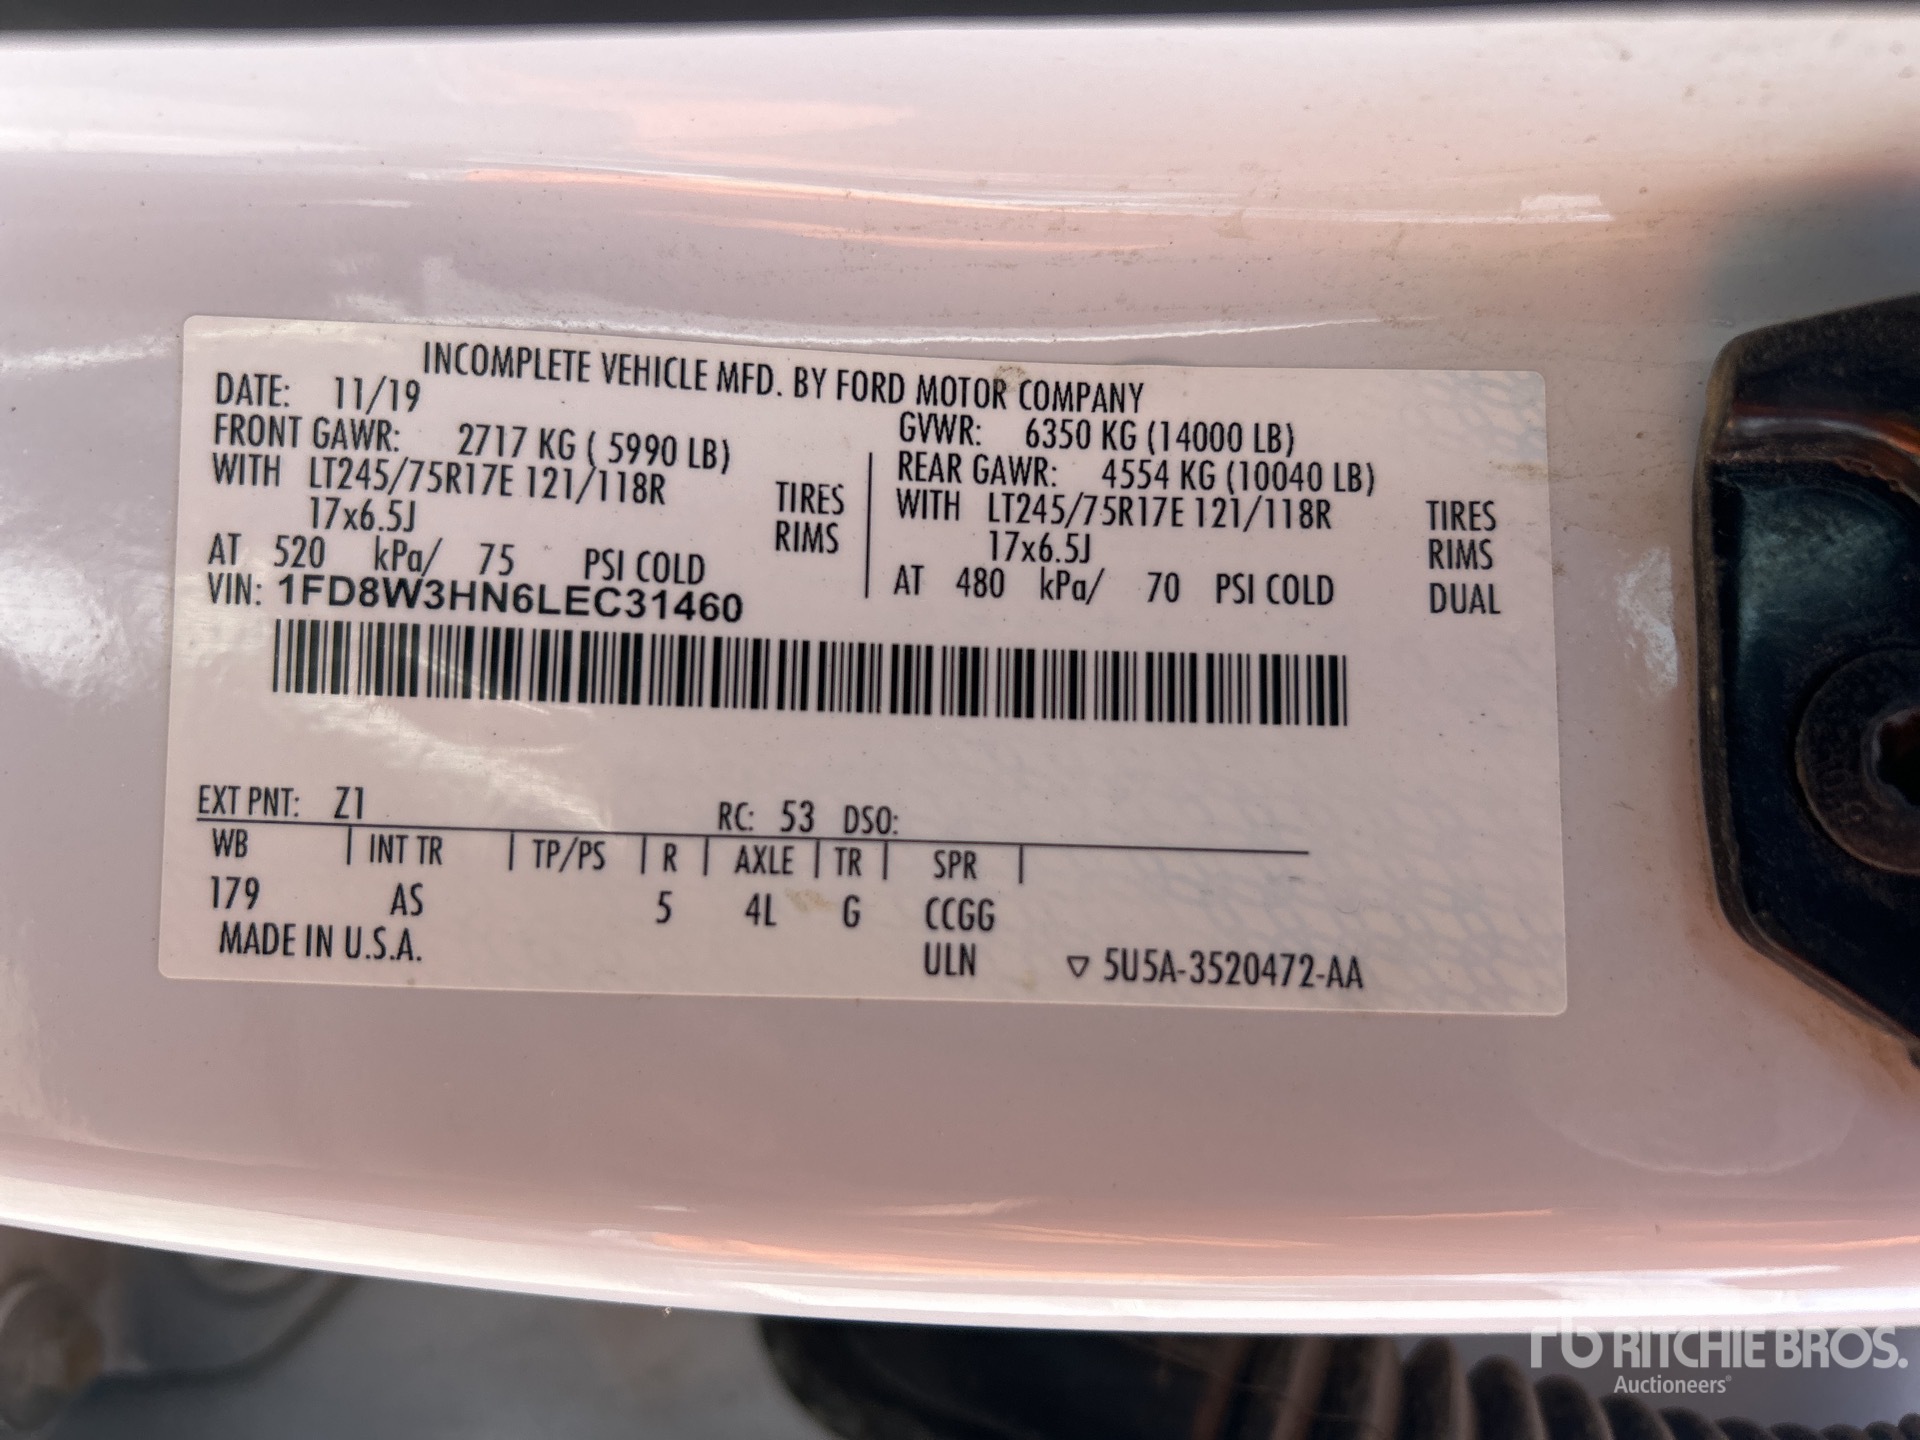 INCOMPLETE VEHICLE MFD. BY FORD MOTOR COMPANY
DATE: 11/19
GVWR: 6350 KG (14000 LB)
FRONT GAWR: 2717 KG ( 5990 LB)
WITH LT245/75R17E 121/118R TIRES
17x6.5J RIMS
AT 520 kPa/ 75 PSI COLD
REAR GAWR: 4554 KG (10040 LB)
WITH LT245/75R17E 121/118R TIRES
17x6.5J RIMS
AT 480 kPa/ 70 PSI COLD DUAL
VIN: 1FD8W3HN6LEC31460
EXT PNT: Z1 RC: 53 DSO:
WB | INT TR | TP/PS | R | AXLE | TR | SPR |
179 AS 5 4L G CCGG
MADE IN U.S.A. ULN ▽ 5U5A-3520472-AA
rb RITCHIE BROS.
Auctioneers®